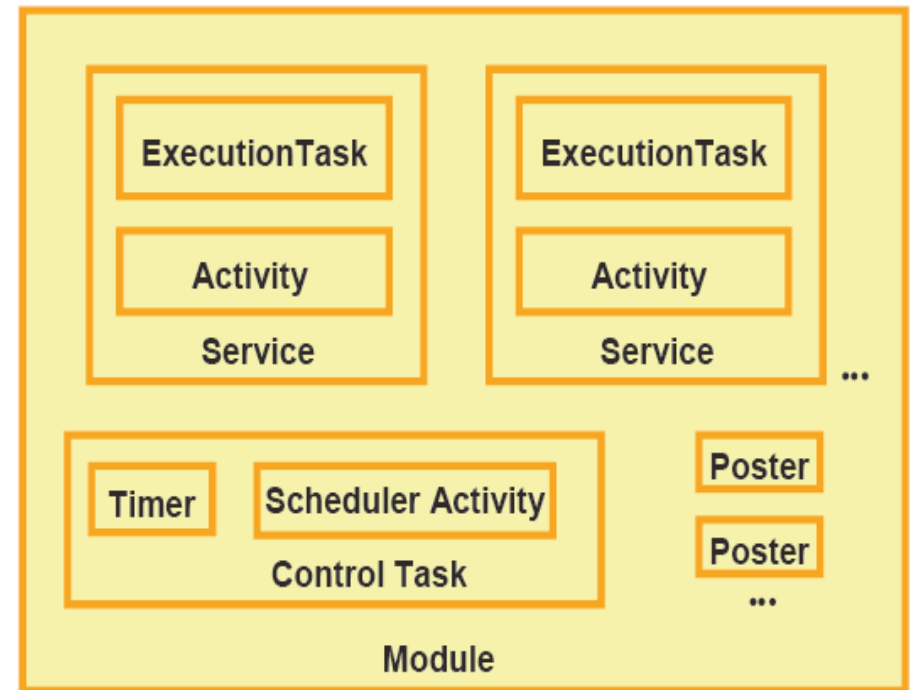 ExecutionTask
Activity
Service
ExecutionTask
Activity
Service
...
Timer
Scheduler Activity
Control Task
Poster
Poster
...
Module